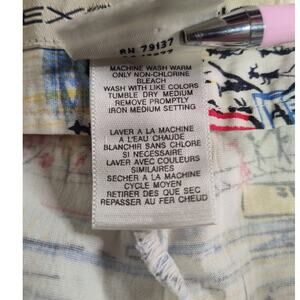 EX
RN 79137
MACHINE WASH WARM
ONLY NON-CHLORINE
BLEACH
WASH WITH LIKE COLORS
TUMBLE DRY MEDIUM
REMOVE PROMPTLY
IRON MEDIUM SETTING
LAVER A LA MACHINE
A L'EAU CHAUDE
BLANCHIR SANS CHLORE
SI NECESSAIRE
LAVER AVEC COULEURS
SIMILAIRES
SECHER A LA MACHINE
CYCLE MOYEN
RETIRER DES QUE SEC
REPASSER AU FER CHEUD